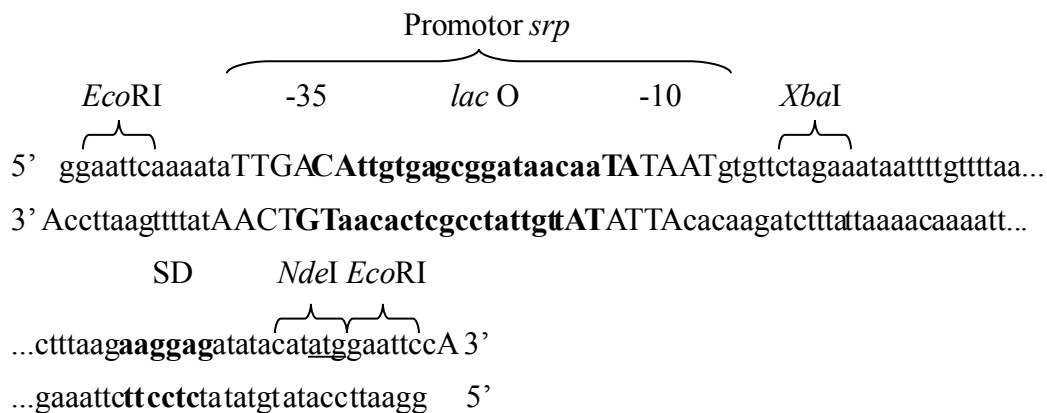 Promotor srp
EcoRI -35 lac O -10 XbaI
5’ ggaattcaaaataTTGACAttgtgagcggataacaaTATAATgtgttctagaaataattttgttttaa...
3’ AccttaagttttatAACTGTaacactcgcctattgttATATTAcacaagatctttattaaaacaaaatt...
SD NdeI EcoRI
...ctttaagaaggagatatacatatggaattccA 3’
...gaaattcttcctctatatgtataccttaagg 5’